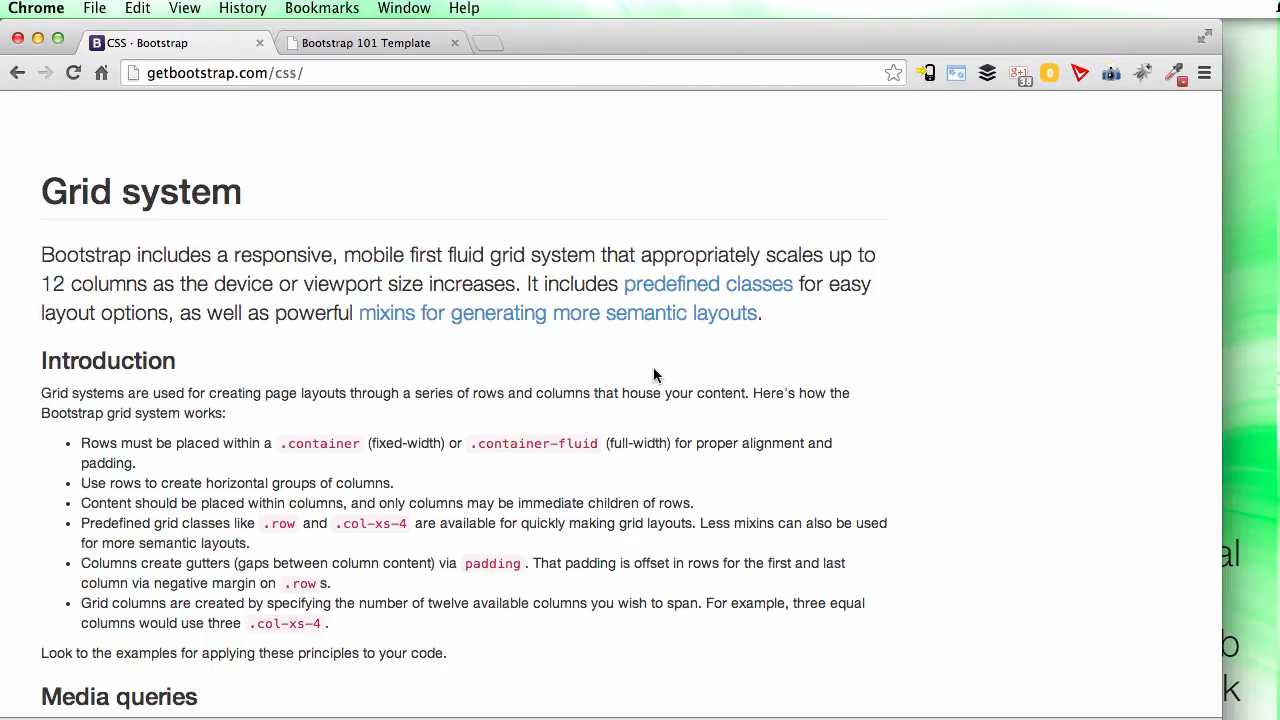 Chrome File Edit View History Bookmarks Window Help
B CSS · Bootstrap Bootstrap 101 Template
getbootstrap.com/css/
38
Grid system
Bootstrap includes a responsive, mobile first fluid grid system that appropriately scales up to
12 columns as the device or viewport size increases. It includes predefined classes for easy
layout options, as well as powerful mixins for generating more semantic layouts.
Introduction
Grid systems are used for creating page layouts through a series of rows and columns that house your content. Here's how the
Bootstrap grid system works:
• Rows must be placed within a .container (fixed-width) or .container-fluid (full-width) for proper alignment and
padding.
• Use rows to create horizontal groups of columns.
• Content should be placed within columns, and only columns may be immediate children of rows.
• Predefined grid classes like .row and .col-xs-4 are available for quickly making grid layouts. Less mixins can also be used
for more semantic layouts.
• Columns create gutters (gaps between column content) via padding. That padding is offset in rows for the first and last
column via negative margin on .rows.
• Grid columns are created by specifying the number of twelve available columns you wish to span. For example, three equal
columns would use three .col-xs-4.
Look to the examples for applying these principles to your code.
Media queries
al
b
k